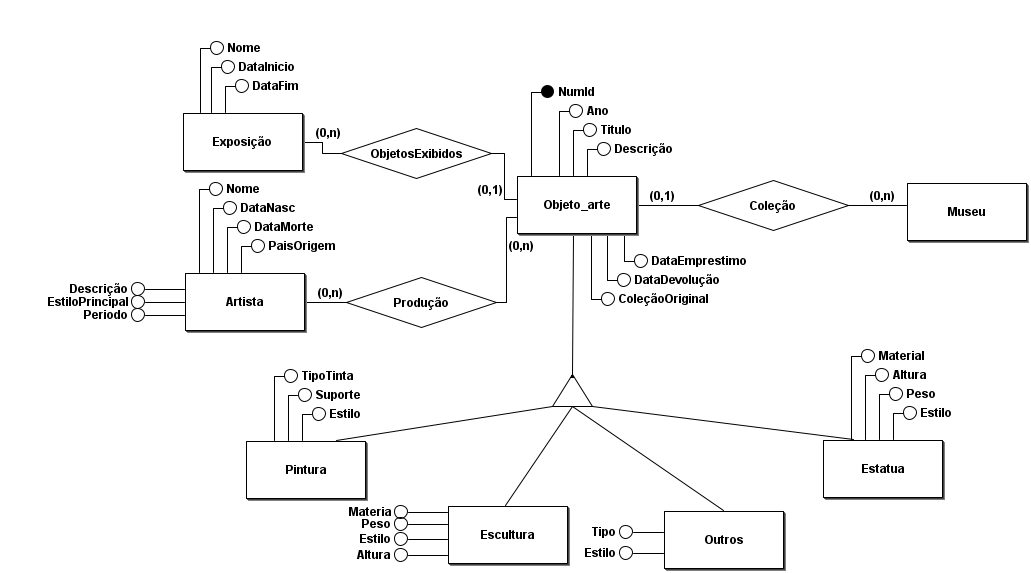 Nome
DataInicio
DataFim
Exposição
(0,n)
ObjetosExibidos
(0,1)
NumId
Ano
Titulo
Descrição
Objeto_arte
(0,1)
Coleção
(0,n)
Museu
Nome
DataNasc
DataMorte
PaisOrigem
Descrição
EstiloPrincipal
Periodo
Artista
(0,n)
Produção
(0,n)
DataEmprestimo
DataDevolução
ColeçãoOriginal
TipoTinta
Suporte
Estilo
Pintura
Materia
Peso
Estilo
Altura
Escultura
Tipo
Estilo
Outros
Material
Altura
Peso
Estilo
Estatua